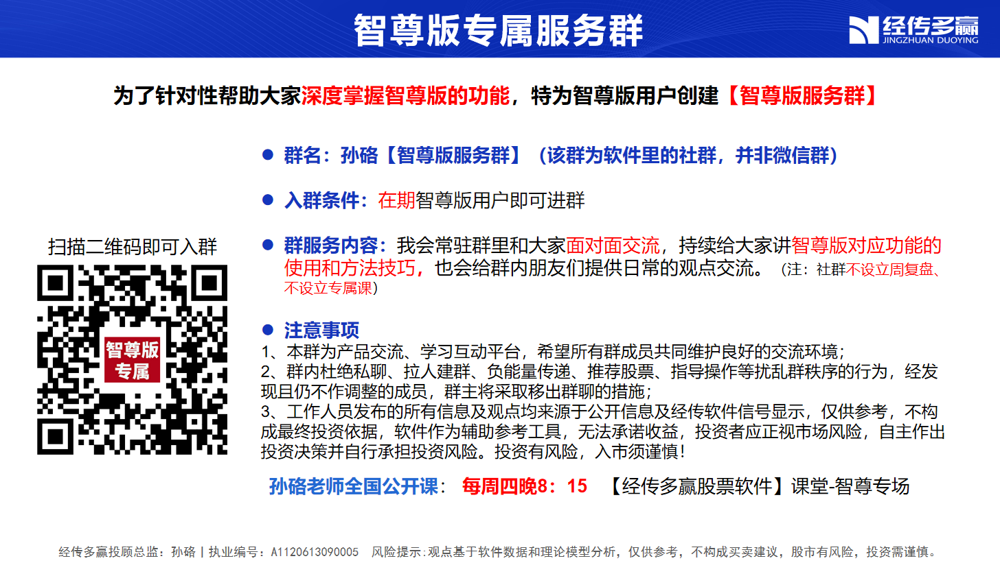 智尊版专属服务群
经传多赢
JINGZHUAN DUOYING
为了针对性帮助大家深度掌握智尊版的功能，特为智尊版用户创建【智尊版服务群】
● 群名：孙硌【智尊版服务群】（该群为软件里的社群，并非微信群）
● 入群条件：在期智尊版用户即可进群
扫描二维码即可入群
智尊版
专属
● 群服务内容：我会常驻群里和大家面对面交流，持续给大家讲智尊版对应功能的
使用和方法技巧，也会给群内朋友们提供日常的观点交流。（注：社群不设立周复盘、
不设立专属课）
● 注意事项
1、本群为产品交流、学习互动平台，希望所有群成员共同维护良好的交流环境；
2、群内杜绝私聊、拉人建群、负能量传递、推荐股票、指导操作等扰乱群秩序的行为，经发
现且仍不作调整的成员，群主将采取移出群聊的措施；
3、工作人员发布的所有信息及观点均来源于公开信息及经传软件信号显示，仅供参考，不构
成最终投资依据，软件作为辅助参考工具，无法承诺收益，投资者应正视市场风险，自主作出
投资决策并自行承担投资风险。投资有风险，入市须谨慎！
孙硌老师全国公开课： 每周四晚8：15 【经传多赢股票软件】课堂-智尊专场
经传多赢投顾总监：孙硌丨执业编号：A1120613090005 风险提示:观点基于软件数据和理论模型分析，仅供参考，不构成买卖建议，股市有风险，投资需谨慎。